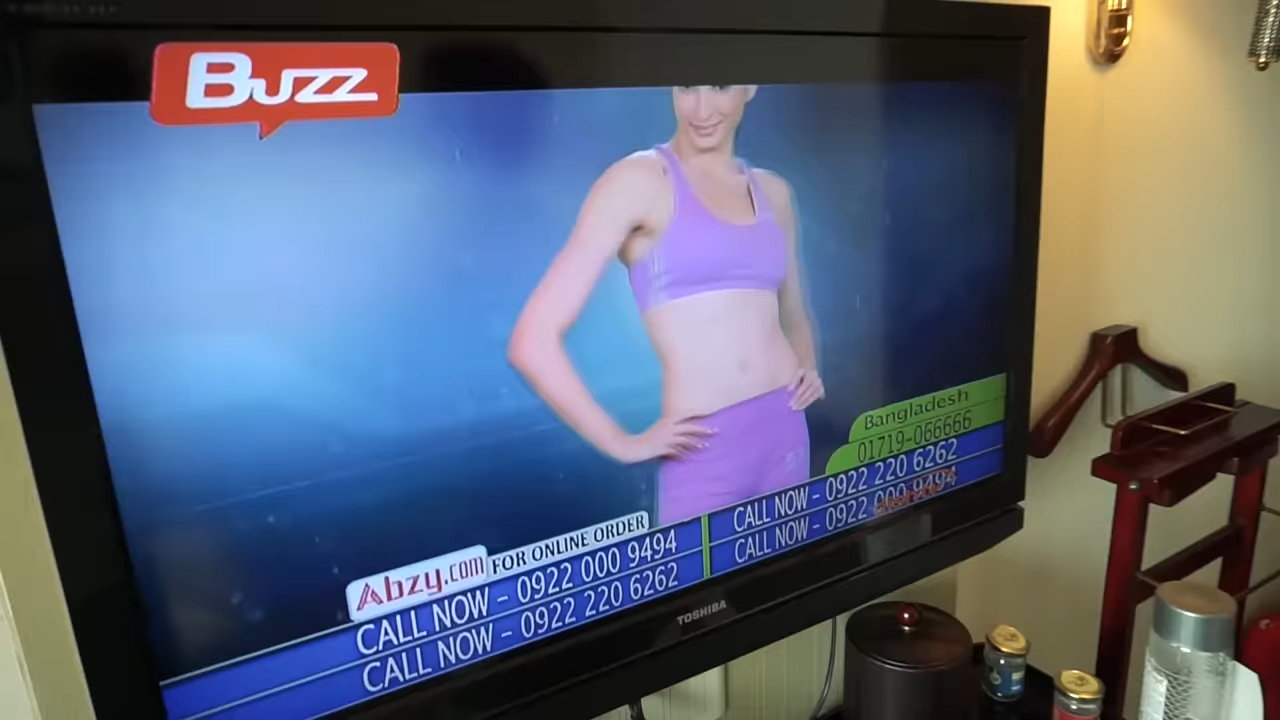 Buzz
Bangladesh
01719-066666
Abzy.com FOR ONLINE ORDER
CALL NOW - 0922 000 9494
CALL NOW - 0922 220 6262
CALL NOW - 0922 220 6262
CALL NOW - 0922 000 9494
TOSHIBA